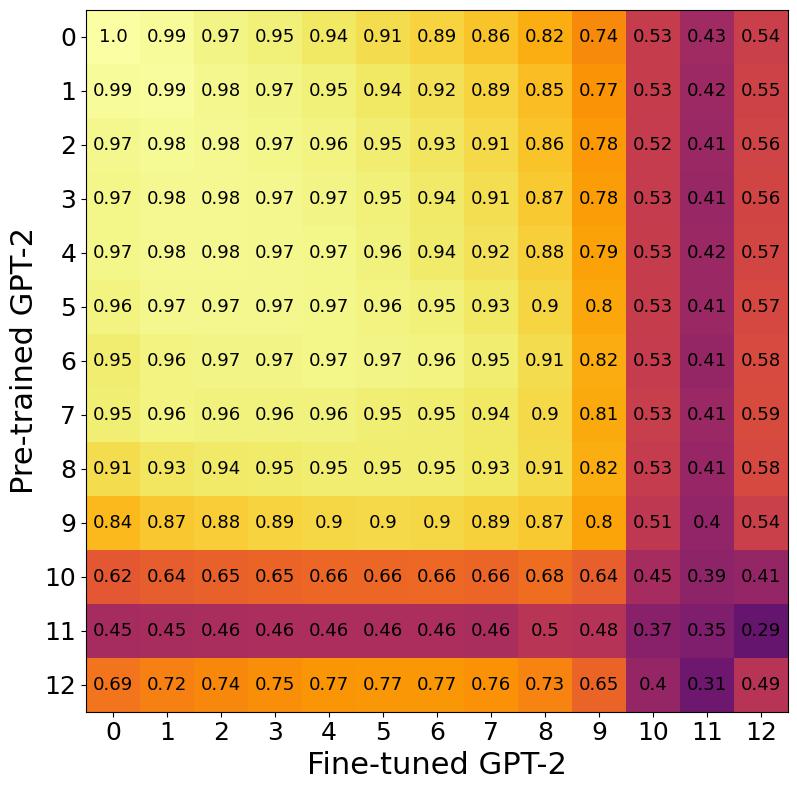 Pre-trained GPT-2
0 1.0 0.99 0.97 0.95 0.94 0.91 0.89 0.86 0.82 0.74 0.53 0.43 0.54
1 0.99 0.99 0.98 0.97 0.95 0.94 0.92 0.89 0.85 0.77 0.53 0.42 0.55
2 0.97 0.98 0.98 0.97 0.96 0.95 0.93 0.91 0.86 0.78 0.52 0.41 0.56
3 0.97 0.98 0.98 0.97 0.97 0.95 0.94 0.91 0.87 0.78 0.53 0.41 0.56
4 0.97 0.98 0.98 0.97 0.97 0.96 0.94 0.92 0.88 0.79 0.53 0.42 0.57
5 0.96 0.97 0.97 0.97 0.97 0.96 0.95 0.93 0.9 0.8 0.53 0.41 0.57
6 0.95 0.96 0.97 0.97 0.97 0.97 0.96 0.95 0.91 0.82 0.53 0.41 0.58
7 0.95 0.96 0.96 0.96 0.96 0.95 0.95 0.94 0.9 0.81 0.53 0.41 0.59
8 0.91 0.93 0.94 0.95 0.95 0.95 0.95 0.93 0.91 0.82 0.53 0.41 0.58
9 0.84 0.87 0.88 0.89 0.9 0.9 0.9 0.89 0.87 0.8 0.51 0.4 0.54
10 0.62 0.64 0.65 0.65 0.66 0.66 0.66 0.66 0.68 0.64 0.45 0.39 0.41
11 0.45 0.45 0.46 0.46 0.46 0.46 0.46 0.46 0.5 0.48 0.37 0.35 0.29
12 0.69 0.72 0.74 0.75 0.77 0.77 0.77 0.76 0.73 0.65 0.4 0.31 0.49
0 1 2 3 4 5 6 7 8 9 10 11 12
Fine-tuned GPT-2